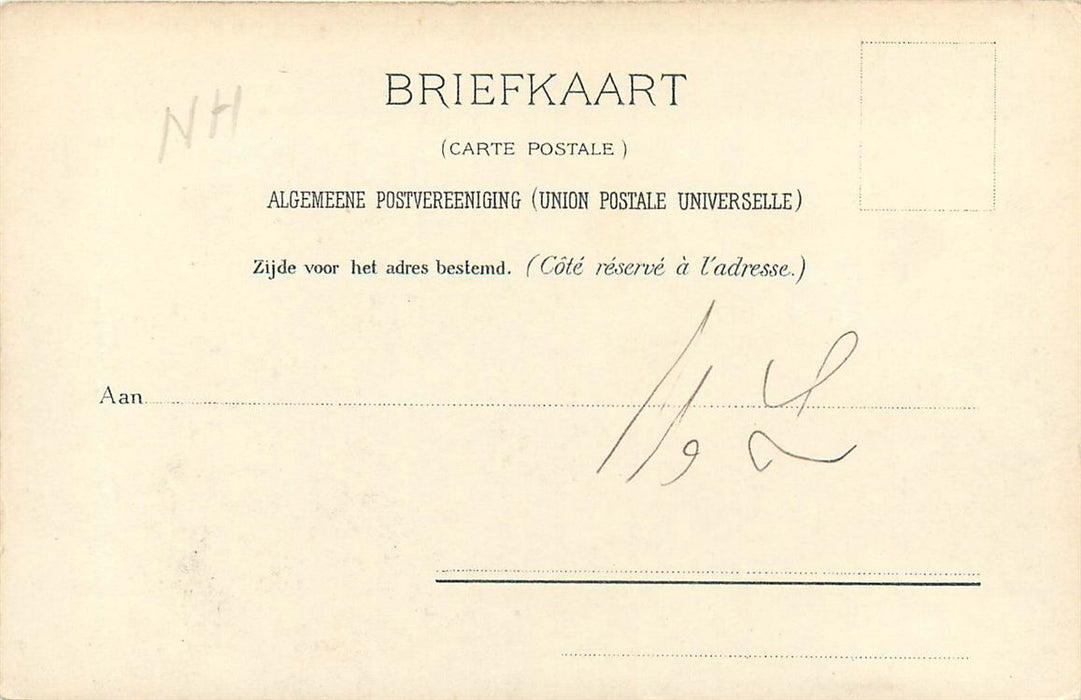 NH
BRIEFKAART
(CARTE POSTALE)
ALGEMEENE POSTVEREENIGING (UNION POSTALE UNIVERSELLE)
Zijde voor het adres bestemd. (Côté réservé à l'adresse.)
Aan